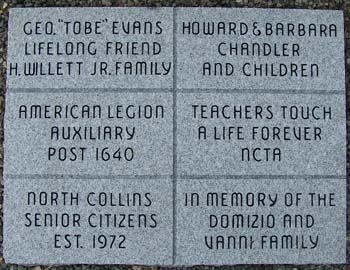 GEO. "TOBE" EVANS
LIFELONG FRIEND
H. WILLETT JR. FAMILY
HOWARD & BARBARA
CHANDLER
AND CHILDREN
AMERICAN LEGION
AUXILIARY
POST 1640
TEACHERS TOUCH
A LIFE FOREVER
NCTA
NORTH COLLINS
SENIOR CITIZENS
EST. 1972
IN MEMORY OF THE
DOMIZIO AND
VANNI FAMILY